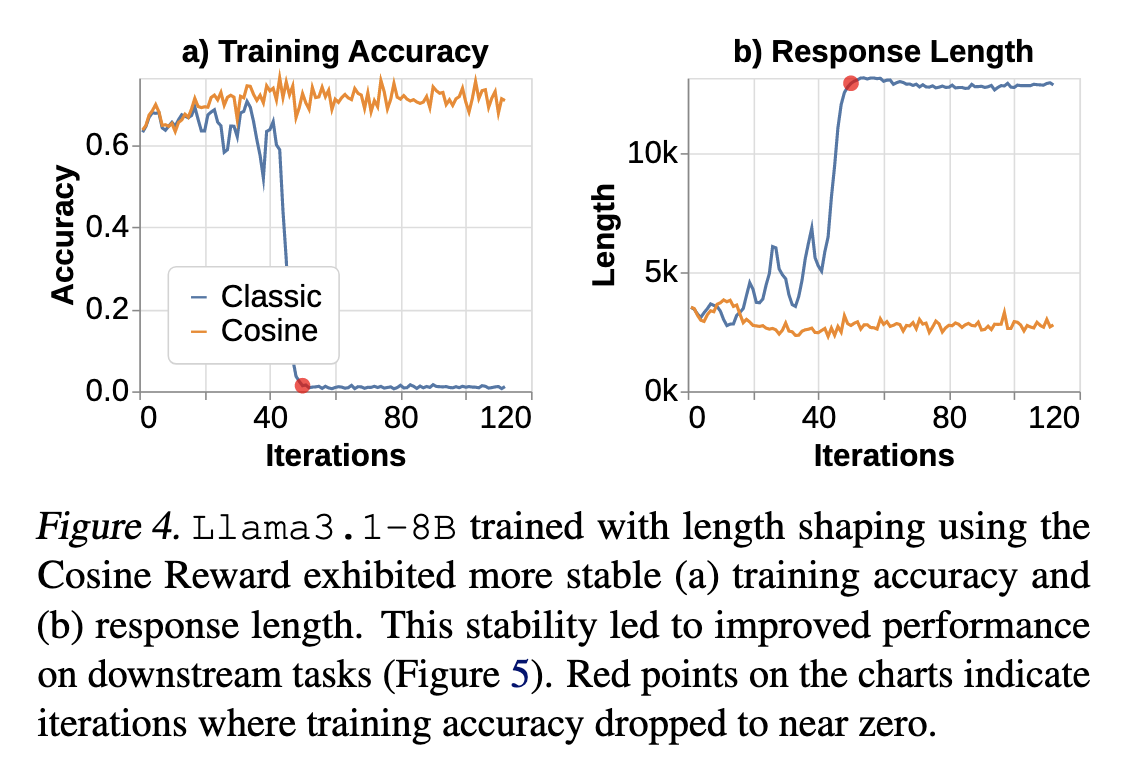 a) Training Accuracy
Accuracy
0.6
0.4
0.2
0.0
Classic
Cosine
0
40
80
120
Iterations
b) Response Length
Length
10k
5k
0k
0
40
80
120
Iterations
Figure 4. Llama3.1-8B trained with length shaping using the
Cosine Reward exhibited more stable (a) training accuracy and
(b) response length. This stability led to improved performance
on downstream tasks (Figure 5). Red points on the charts indicate
iterations where training accuracy dropped to near zero.